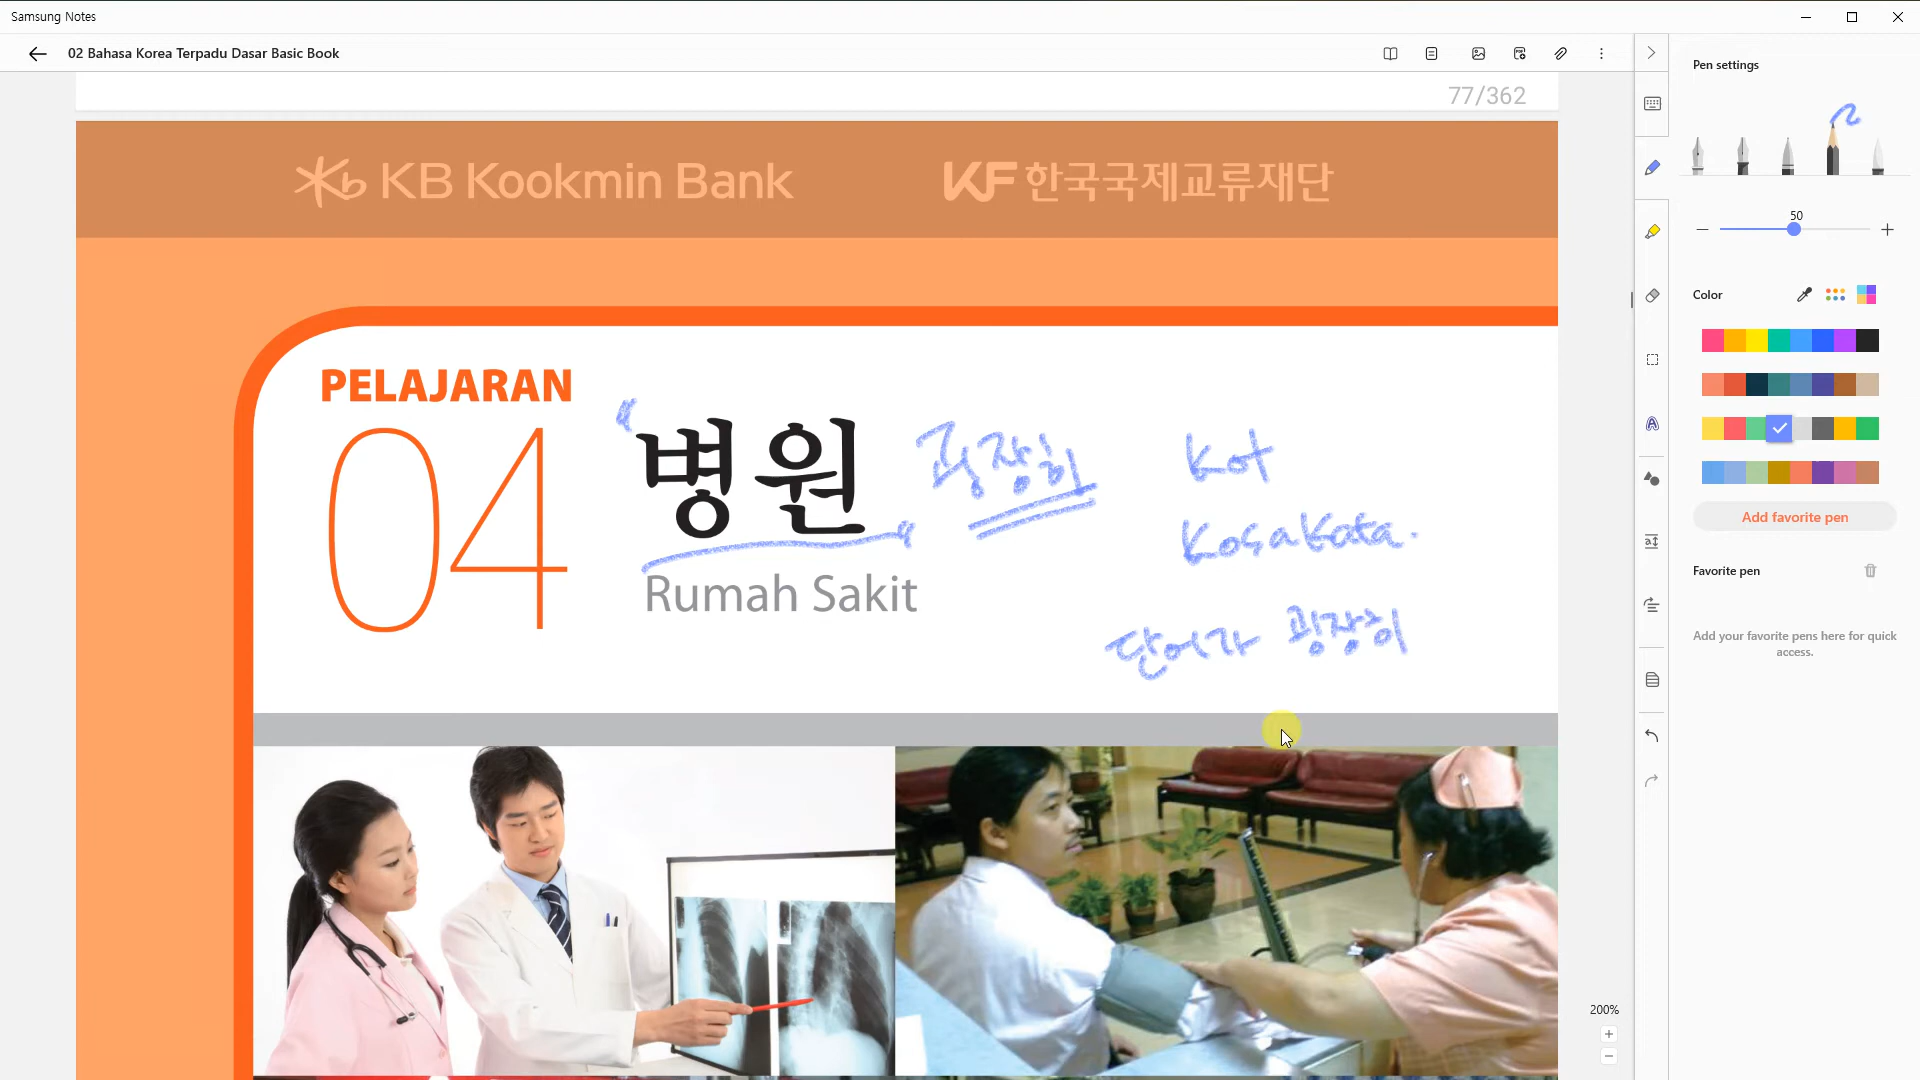 Samsung Notes
02 Bahasa Korea Terpadu Dasar Basic Book
77/362
KB Kookmin Bank
KF 한국국제교류재단
PELAJARAN
04
병원
Rumah Sakit
굉장히
kot
kosakata.
단어가 굉장히
200%
Pen settings
50
Color
Add favorite pen
Favorite pen
Add your favorite pens here for quick
access.